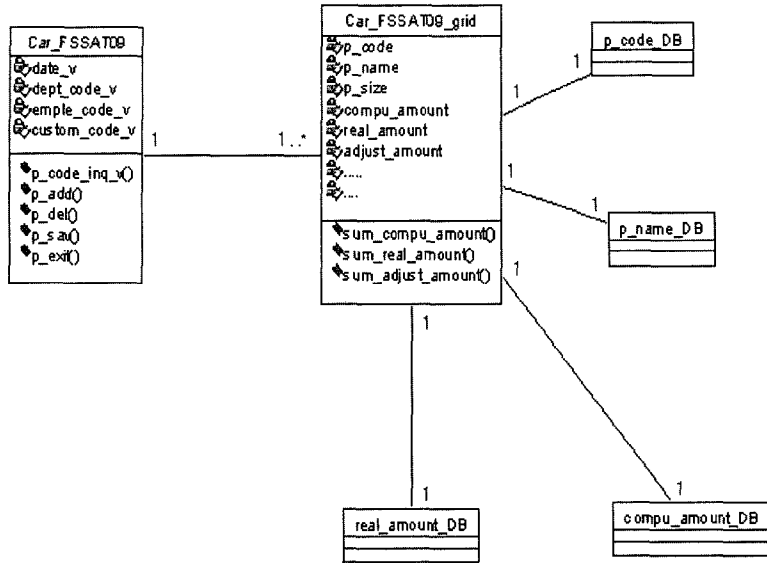 Car_FSSAT09
date_v
dept_code_v
emple_code_v
custom_code_v
p_code_inq_v()
p_add()
p_del()
p_sav()
p_exit()
1
1..*
Car_FSSAT09_grid
p_code
p_name
p_size
compu_amount
real_amount
adjust_amount
.....
....
sum_compu_amount()
sum_real_amount()
sum_adjust_amount()
1
1
p_code_DB
1
1
p_name_DB
1
1
compu_amount_DB
1
1
real_amount_DB